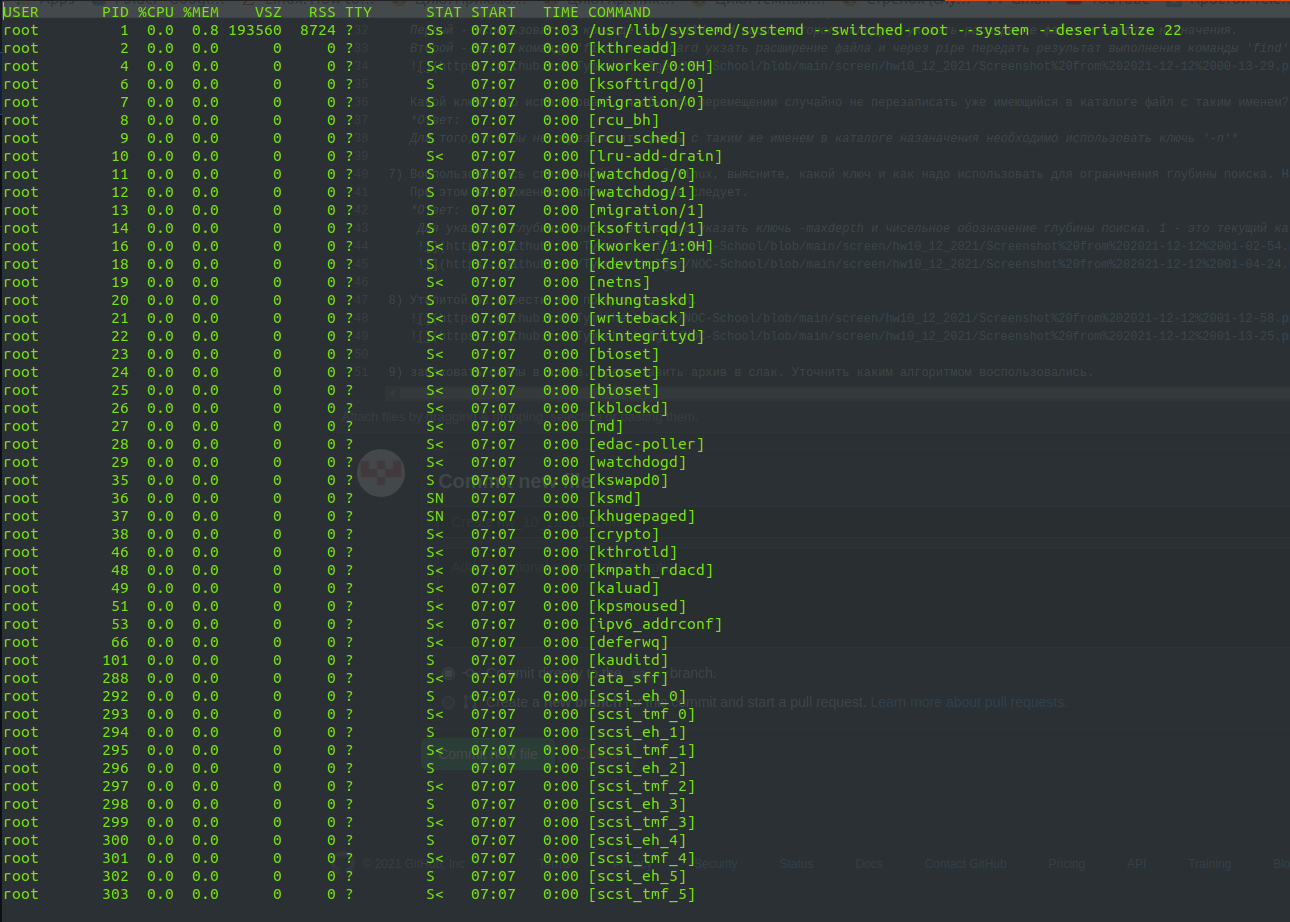 USER       PID %CPU %MEM    VSZ   RSS TTY      STAT START   TIME COMMAND
root         1  0.0  0.8 193560  8724 ?        Ss   07:07   0:03 /usr/lib/systemd/systemd --switched-root --system --deserialize 22
root         2  0.0  0.0      0     0 ?        S    07:07   0:00 [kthreadd]
root         4  0.0  0.0      0     0 ?        S<   07:07   0:00 [kworker/0:0H]
root         6  0.0  0.0      0     0 ?        S    07:07   0:00 [ksoftirqd/0]
root         7  0.0  0.0      0     0 ?        S    07:07   0:00 [migration/0]
root         8  0.0  0.0      0     0 ?        S    07:07   0:00 [rcu_bh]
root         9  0.0  0.0      0     0 ?        S    07:07   0:00 [rcu_sched]
root        10  0.0  0.0      0     0 ?        S<   07:07   0:00 [lru-add-drain]
root        11  0.0  0.0      0     0 ?        S    07:07   0:00 [watchdog/0]
root        12  0.0  0.0      0     0 ?        S    07:07   0:00 [watchdog/1]
root        13  0.0  0.0      0     0 ?        S    07:07   0:00 [migration/1]
root        14  0.0  0.0      0     0 ?        S    07:07   0:00 [ksoftirqd/1]
root        16  0.0  0.0      0     0 ?        S<   07:07   0:00 [kworker/1:0H]
root        18  0.0  0.0      0     0 ?        S    07:07   0:00 [kdevtmpfs]
root        19  0.0  0.0      0     0 ?        S<   07:07   0:00 [netns]
root        20  0.0  0.0      0     0 ?        S    07:07   0:00 [khungtaskd]
root        21  0.0  0.0      0     0 ?        S<   07:07   0:00 [writeback]
root        22  0.0  0.0      0     0 ?        S<   07:07   0:00 [kintegrityd]
root        23  0.0  0.0      0     0 ?        S<   07:07   0:00 [bioset]
root        24  0.0  0.0      0     0 ?        S<   07:07   0:00 [bioset]
root        25  0.0  0.0      0     0 ?        S<   07:07   0:00 [bioset]
root        26  0.0  0.0      0     0 ?        S<   07:07   0:00 [kblockd]
root        27  0.0  0.0      0     0 ?        S<   07:07   0:00 [md]
root        28  0.0  0.0      0     0 ?        S<   07:07   0:00 [edac-poller]
root        29  0.0  0.0      0     0 ?        S<   07:07   0:00 [watchdogd]
root        35  0.0  0.0      0     0 ?        S    07:07   0:00 [kswapd0]
root        36  0.0  0.0      0     0 ?        SN   07:07   0:00 [ksmd]
root        37  0.0  0.0      0     0 ?        SN   07:07   0:00 [khugepaged]
root        38  0.0  0.0      0     0 ?        S<   07:07   0:00 [crypto]
root        46  0.0  0.0      0     0 ?        S<   07:07   0:00 [kthrotld]
root        48  0.0  0.0      0     0 ?        S<   07:07   0:00 [kmpath_rdacd]
root        49  0.0  0.0      0     0 ?        S<   07:07   0:00 [kaluad]
root        51  0.0  0.0      0     0 ?        S<   07:07   0:00 [kpsmoused]
root        53  0.0  0.0      0     0 ?        S<   07:07   0:00 [ipv6_addrconf]
root        66  0.0  0.0      0     0 ?        S<   07:07   0:00 [deferwq]
root       101  0.0  0.0      0     0 ?        S    07:07   0:00 [kauditd]
root       288  0.0  0.0      0     0 ?        S<   07:07   0:00 [ata_sff]
root       292  0.0  0.0      0     0 ?        S    07:07   0:00 [scsi_eh_0]
root       293  0.0  0.0      0     0 ?        S<   07:07   0:00 [scsi_tmf_0]
root       294  0.0  0.0      0     0 ?        S    07:07   0:00 [scsi_eh_1]
root       295  0.0  0.0      0     0 ?        S<   07:07   0:00 [scsi_tmf_1]
root       296  0.0  0.0      0     0 ?        S    07:07   0:00 [scsi_eh_2]
root       297  0.0  0.0      0     0 ?        S<   07:07   0:00 [scsi_tmf_2]
root       298  0.0  0.0      0     0 ?        S    07:07   0:00 [scsi_eh_3]
root       299  0.0  0.0      0     0 ?        S<   07:07   0:00 [scsi_tmf_3]
root       300  0.0  0.0      0     0 ?        S    07:07   0:00 [scsi_eh_4]
root       301  0.0  0.0      0     0 ?        S<   07:07   0:00 [scsi_tmf_4]
root       302  0.0  0.0      0     0 ?        S    07:07   0:00 [scsi_eh_5]
root       303  0.0  0.0      0     0 ?        S<   07:07   0:00 [scsi_tmf_5]